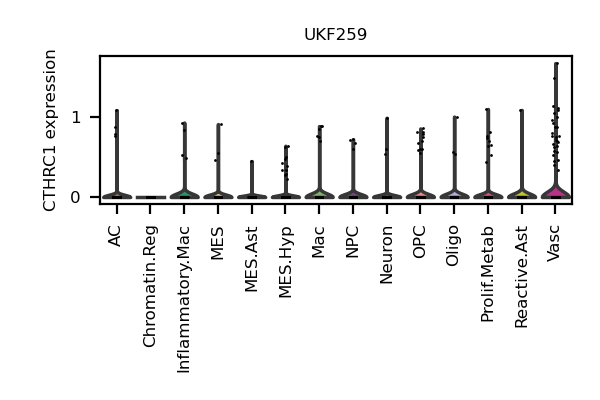 UKF259
CTHRC1 expression
1
0
AC
Chromatin.Reg
Inflammatory.Mac
MES
MES.Ast
MES.Hyp
Mac
NPC
Neuron
OPC
Oligo
Prolif.Metab
Reactive.Ast
Vasc